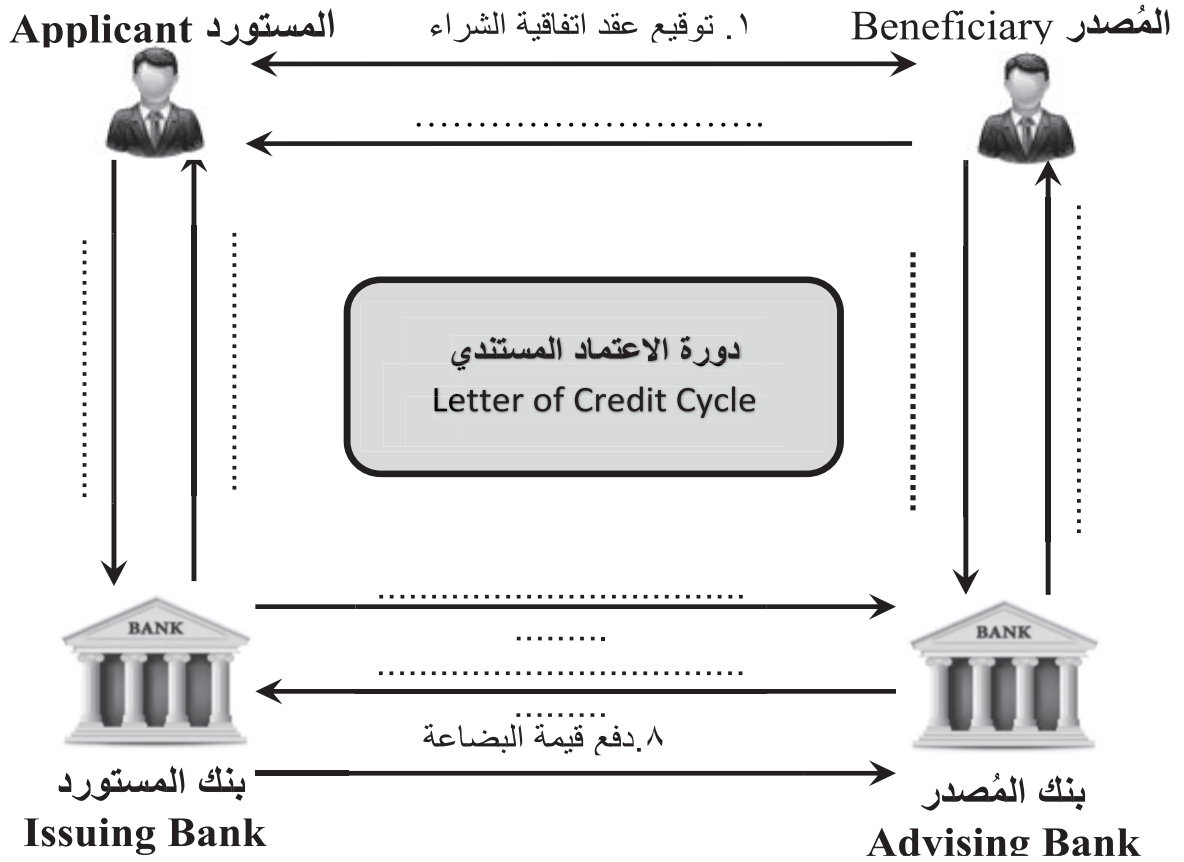 المستورد Applicant
١. توقيع عقد اتفاقية الشراء
المُصدر Beneficiary
...........................
دورة الاعتماد المستندي
Letter of Credit Cycle
BANK
BANK
.................................
.........
.................................
.........
٨.دفع قيمة البضاعة
بنك المستورد
Issuing Bank
بنك المُصدر
Advising Bank